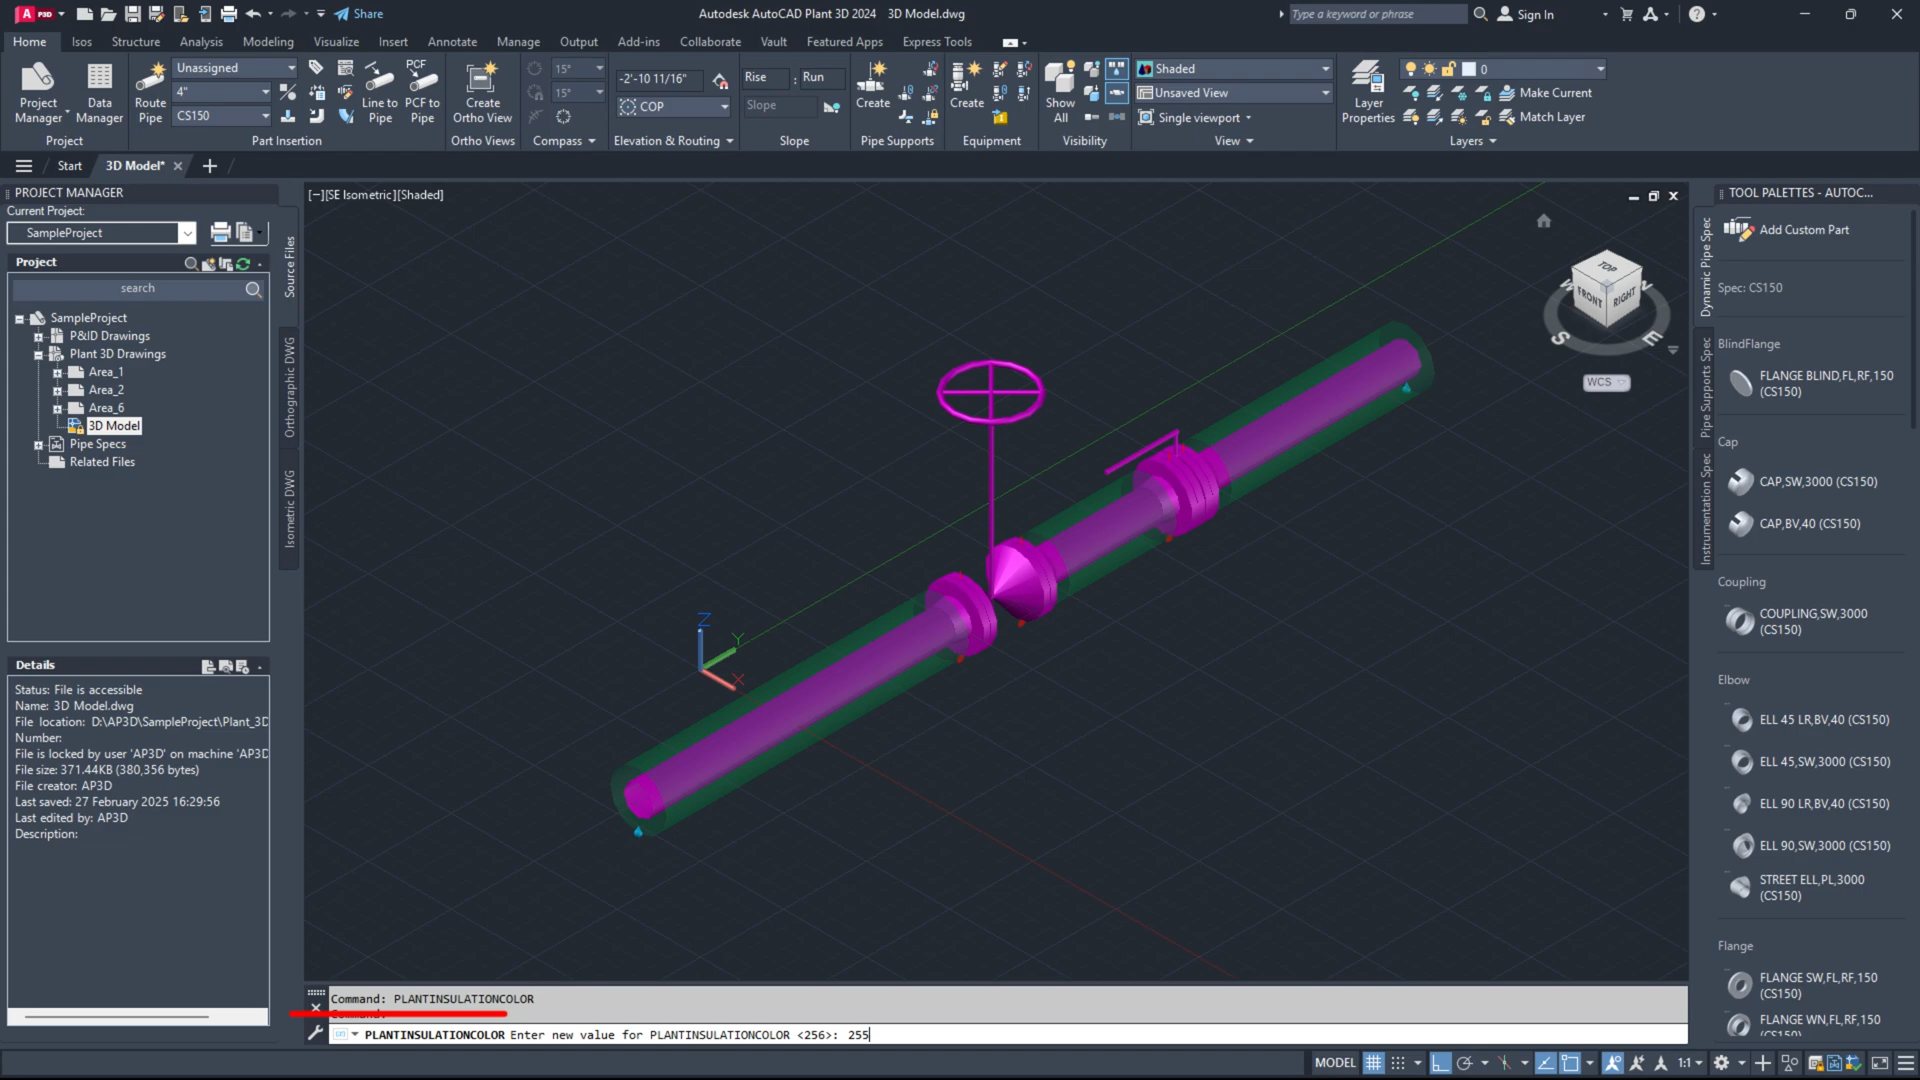 A P3D
Share
Autodesk AutoCAD Plant 3D 2024 3D Model.dwg
Type a keyword or phrase
Sign In
Home Isos Structure Analysis Modeling Visualize Insert Annotate Manage Output Add-ins Collaborate Vault Featured Apps Express Tools
Project Manager
Data Manager
Route Pipe
Unassigned
4"
CS150
Line to Pipe
PCF
PCF to Pipe
Create Ortho View
15°
15°
-2'-10 11/16"
COP
Rise : Run
Slope
Create
Create
Show All
Shaded
Unsaved View
Single viewport
Layer Properties
0
Make Current
Match Layer
Project
Part Insertion
Ortho Views
Compass
Elevation & Routing
Slope
Pipe Supports
Equipment
Visibility
View
Layers
Start
3D Model*
PROJECT MANAGER
Current Project:
SampleProject
Project
search
SampleProject
P&ID Drawings
Plant 3D Drawings
Area_1
Area_2
Area_6
3D Model
Pipe Specs
Related Files
Source Files
Orthographic DWG
Isometric DWG
Details
Status: File is accessible
Name: 3D Model.dwg
File location: D:\AP3D\SampleProject\Plant_3D
Number:
File is locked by user 'AP3D' on machine 'AP3D
File size: 371.44KB (380,356 bytes)
File creator: AP3D
Last saved: 27 February 2025 16:29:56
Last edited by: AP3D
Description:
[−][SE Isometric][Shaded]
TOP
FRONT
RIGHT
W
N
S
E
WCS
Z
Y
X
Command: PLANTINSULATIONCOLOR
Command:
PLANTINSULATIONCOLOR Enter new value for PLANTINSULATIONCOLOR <256>: 255
TOOL PALETTES - AUTOC...
Dynamic Pipe Spec
Pipe Supports Spec
Instrumentation Spec
Add Custom Part
Spec: CS150
BlindFlange
FLANGE BLIND,FL,RF,150
(CS150)
Cap
CAP,SW,3000 (CS150)
CAP,BV,40 (CS150)
Coupling
COUPLING,SW,3000
(CS150)
Elbow
ELL 45 LR,BV,40 (CS150)
ELL 45,SW,3000 (CS150)
ELL 90 LR,BV,40 (CS150)
ELL 90,SW,3000 (CS150)
STREET ELL,PL,3000
(CS150)
Flange
FLANGE SW,FL,RF,150
(CS150)
FLANGE WN,FL,RF,150
(CS150)
MODEL
1:1